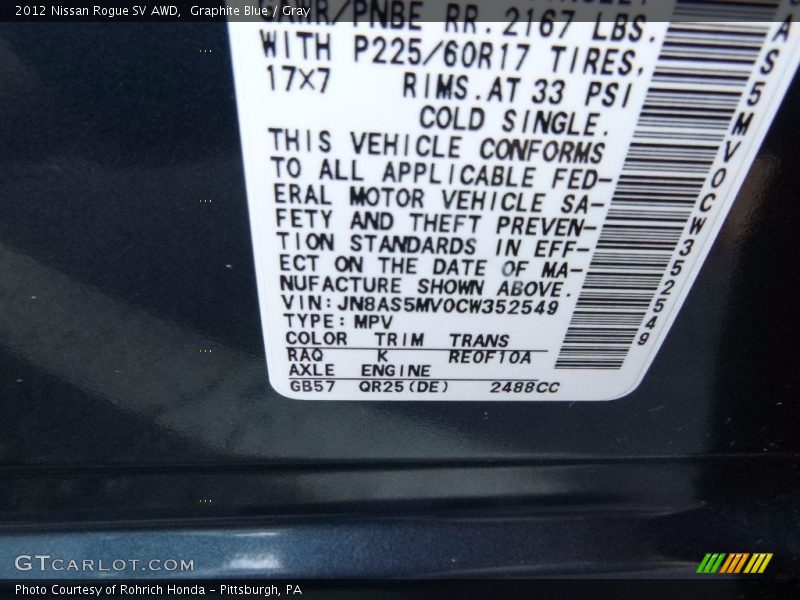 2012 Nissan Rogue SV AWD,  Graphite Blue / Gray
/PNBE RR. 2167 LBS.
WITH P225/60R17 TIRES,
17X7 RIMS.AT 33 PSI
COLD SINGLE.
THIS VEHICLE CONFORMS
TO ALL APPLICABLE FED-
ERAL MOTOR VEHICLE SA-
FETY AND THEFT PREVEN-
TION STANDARDS IN EFF-
ECT ON THE DATE OF MA-
NUFACTURE SHOWN ABOVE.
VIN:JN8AS5MV0CW352549
TYPE:MPV
COLOR TRIM TRANS
RAQ K RE0F10A
AXLE ENGINE
GB57 QR25(DE) 2488CC
AS5MV0CW352549
GTCARLOT.COM
Photo Courtesy of Rohrich Honda - Pittsburgh, PA